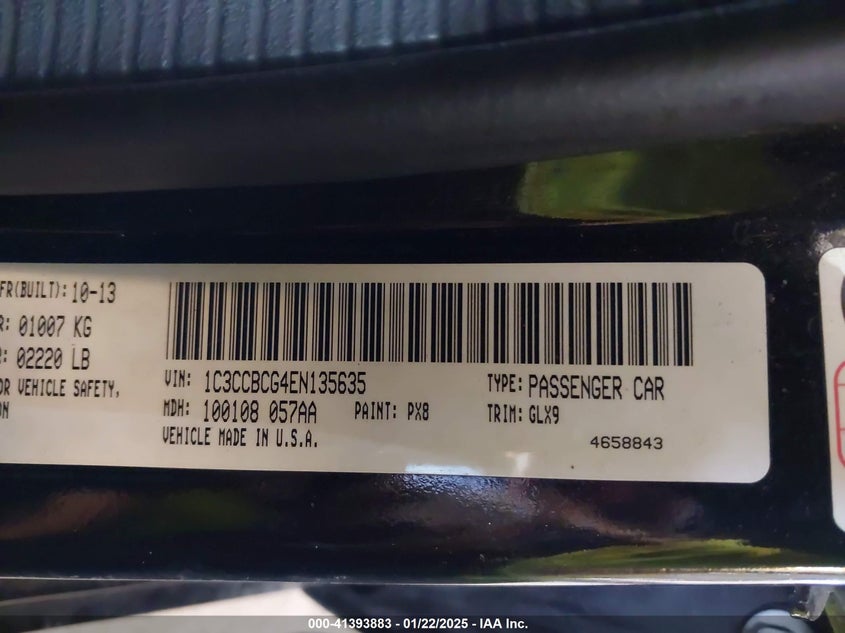 FR(BUILT): 10-13
R: 01007 KG
R: 02220 LB
OR VEHICLE SAFETY,
ON
VIN: 1C3CCBCG4EN135635
TYPE: PASSENGER CAR
MDH: 100108 057AA
PAINT: PX8
TRIM: GLX9
VEHICLE MADE IN U.S.A.
4658843
000-41393883 - 01/22/2025 - IAA Inc.